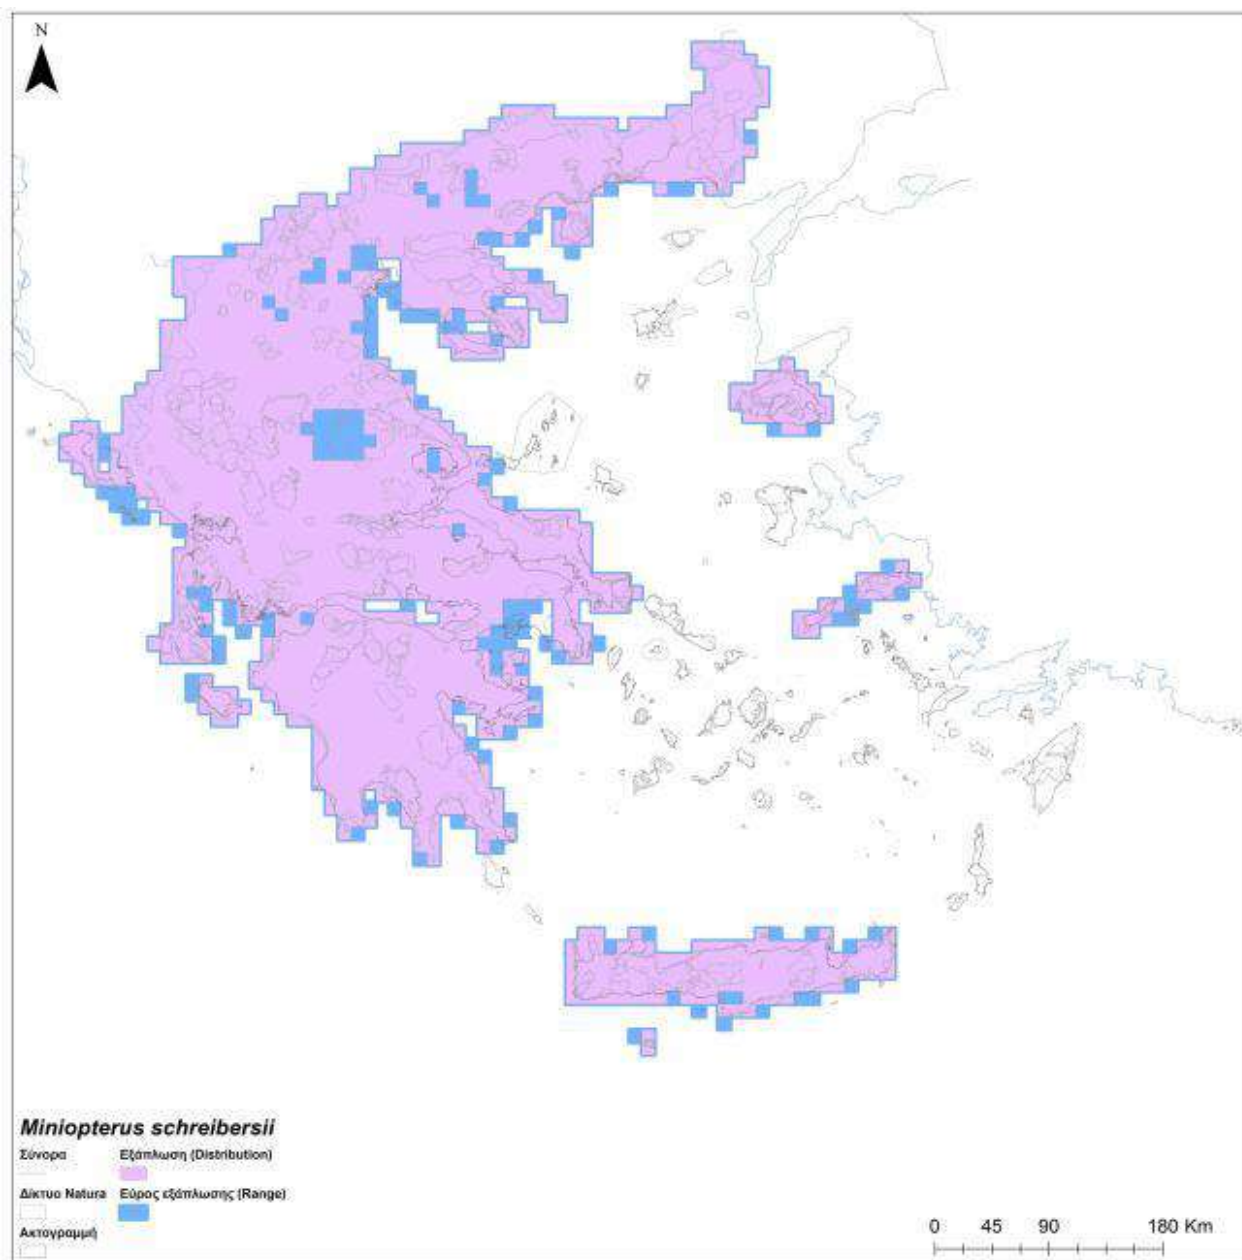 N
Miniopterus schreibersii
Σύνορα Εξάπλωση (Distribution)
Δίκτυο Natura Εύρος εξάπλωσης (Range)
Ακτογραμμή
0 45 90 180 Km